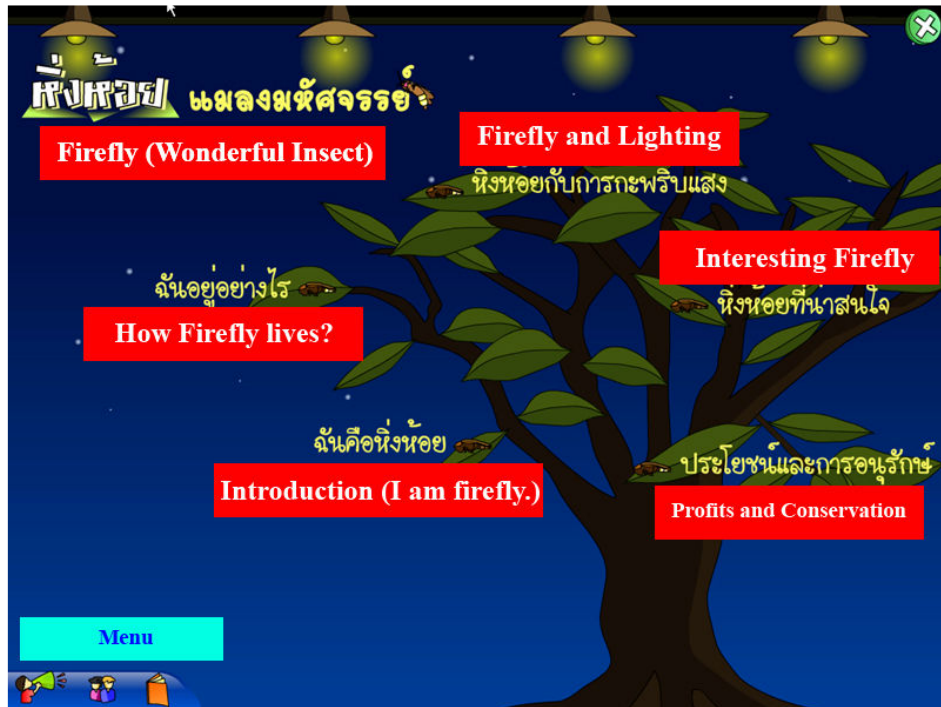 หิ่งห้อย แมลงมหัศจรรย์
Firefly (Wonderful Insect)
Firefly and Lighting
หิ่งห้อยกับการกะพริบแสง
Interesting Firefly
หิ่งห้อยที่น่าสนใจ
ฉันอยู่อย่างไร
How Firefly lives?
ฉันคือหิ่งห้อย
Introduction (I am firefly.)
ประโยชน์และการอนุรักษ์
Profits and Conservation
Menu